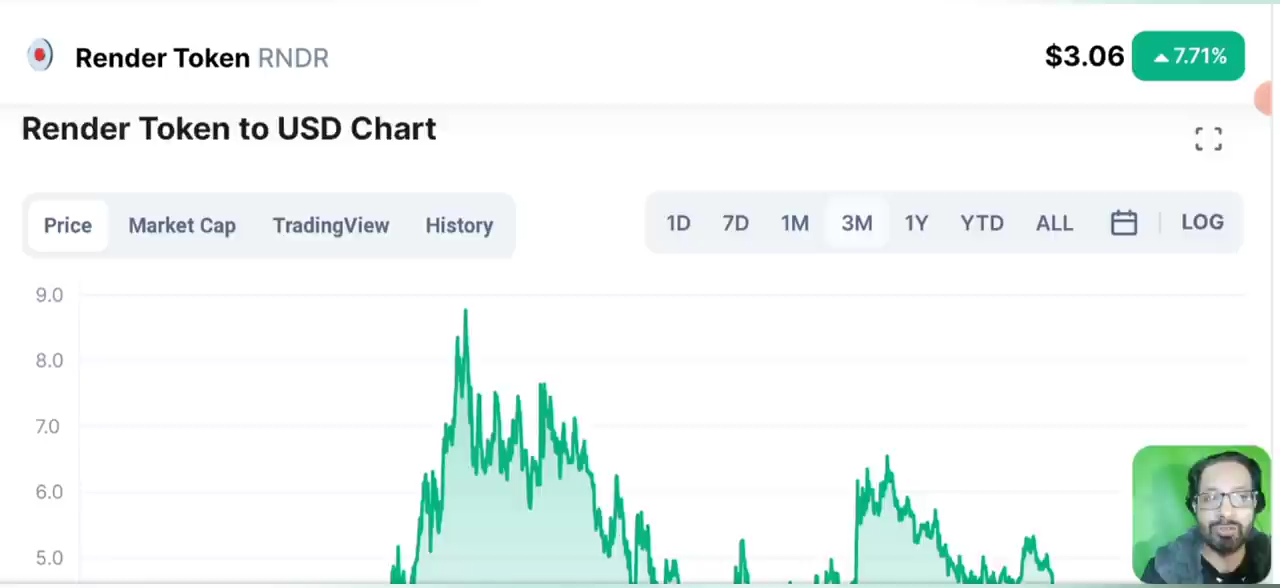 Render Token RNDR
$3.06 7.71%
Render Token to USD Chart
Price Market Cap TradingView History
1D 7D 1M 3M 1Y YTD ALL LOG
9.0
8.0
7.0
6.0
5.0